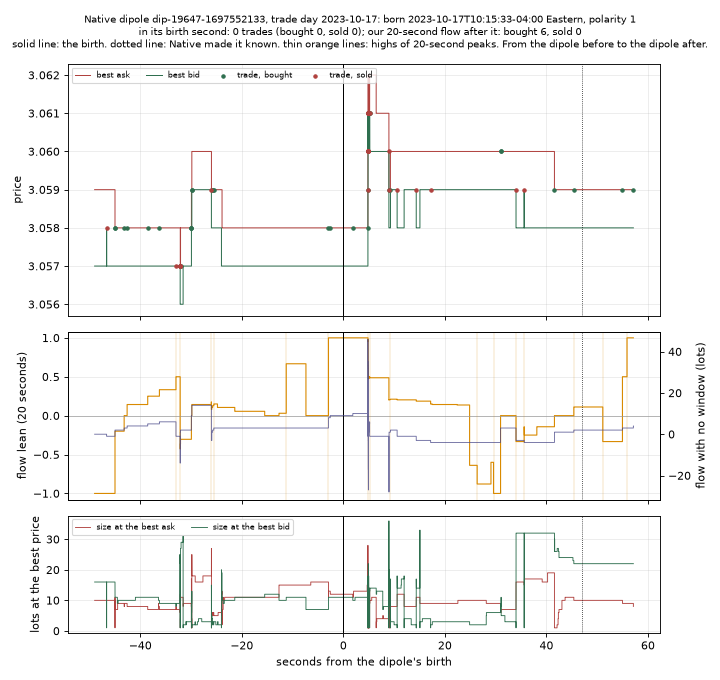 Native dipole dip-19647-1697552133, trade day 2023-10-17: born 2023-10-17T10:15:33-04:00 Eastern, polarity 1
in its birth second: 0 trades (bought 0, sold 0); our 20-second flow after it: bought 6, sold 0
solid line: the birth. dotted line: Native made it known. thin orange lines: highs of 20-second peaks. From the dipole before to the dipole after.
best ask best bid trade, bought trade, sold
3.062
3.061
3.060
3.059
3.058
3.057
3.056
price
1.0
0.5
0.0
−0.5
−1.0
flow lean (20 seconds)
40
20
0
−20
flow with no window (lots)
size at the best ask size at the best bid
30
20
10
0
lots at the best price
−40 −20 0 20 40 60
seconds from the dipole's birth